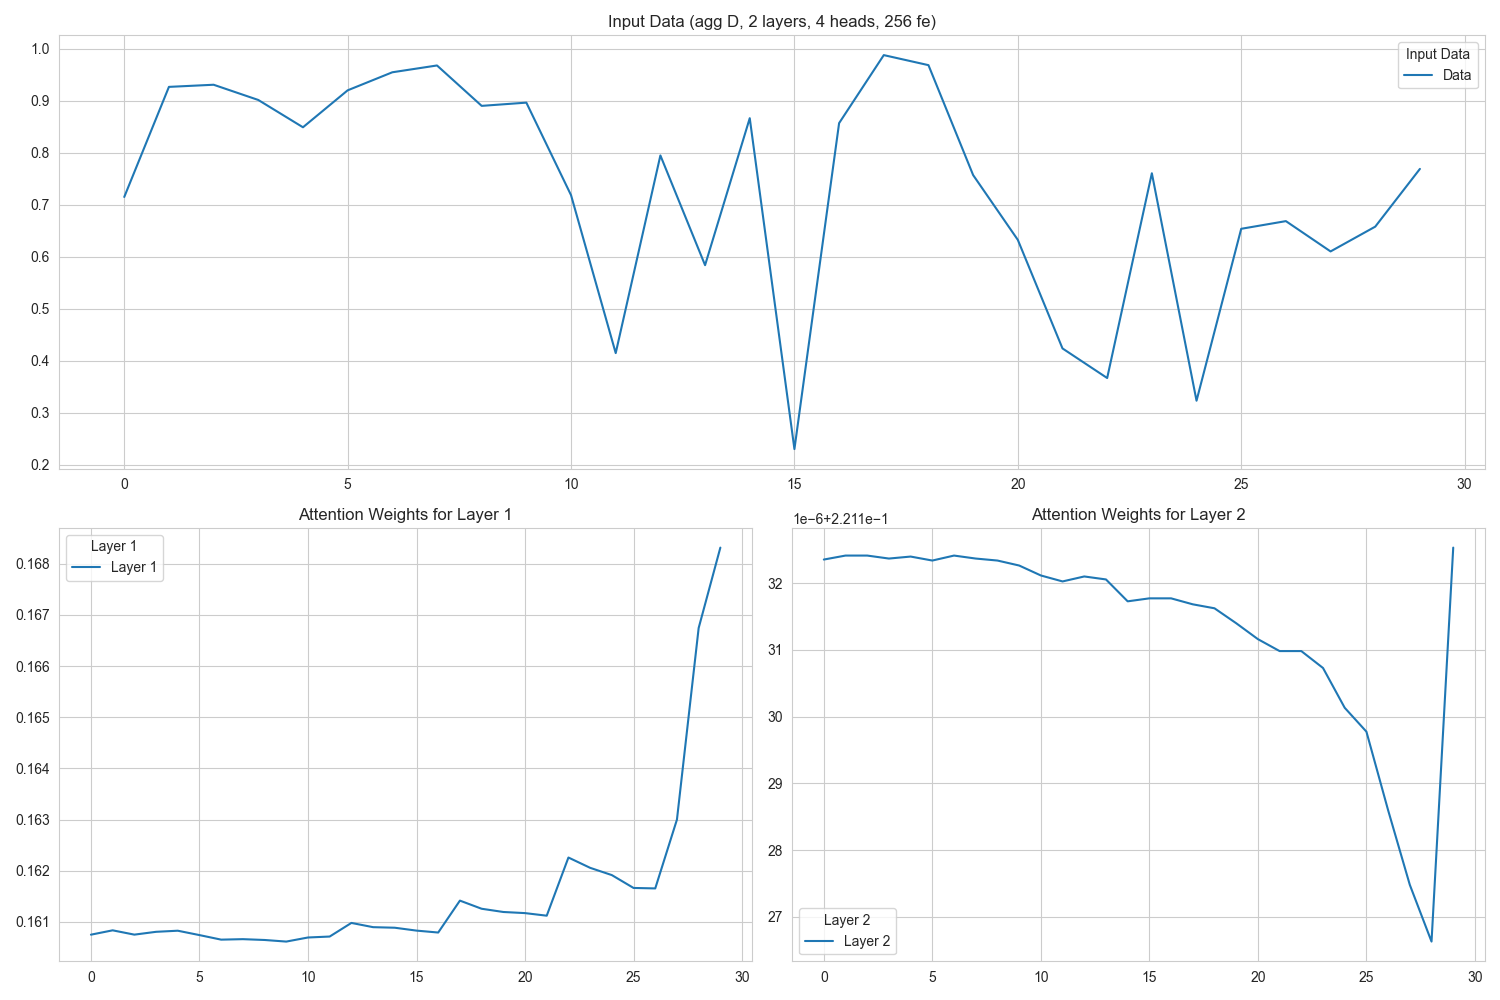 Input Data (agg D, 2 layers, 4 heads, 256 fe)
1.0
0.9
0.8
0.7
0.6
0.5
0.4
0.3
0.2
Input Data
Data
0 5 10 15 20 25 30
Attention Weights for Layer 1
0.168
0.167
0.166
0.165
0.164
0.163
0.162
0.161
Layer 1
Layer 1
0 5 10 15 20 25 30
1e−6+2.211e−1
Attention Weights for Layer 2
32
31
30
29
28
27
Layer 2
Layer 2
0 5 10 15 20 25 30